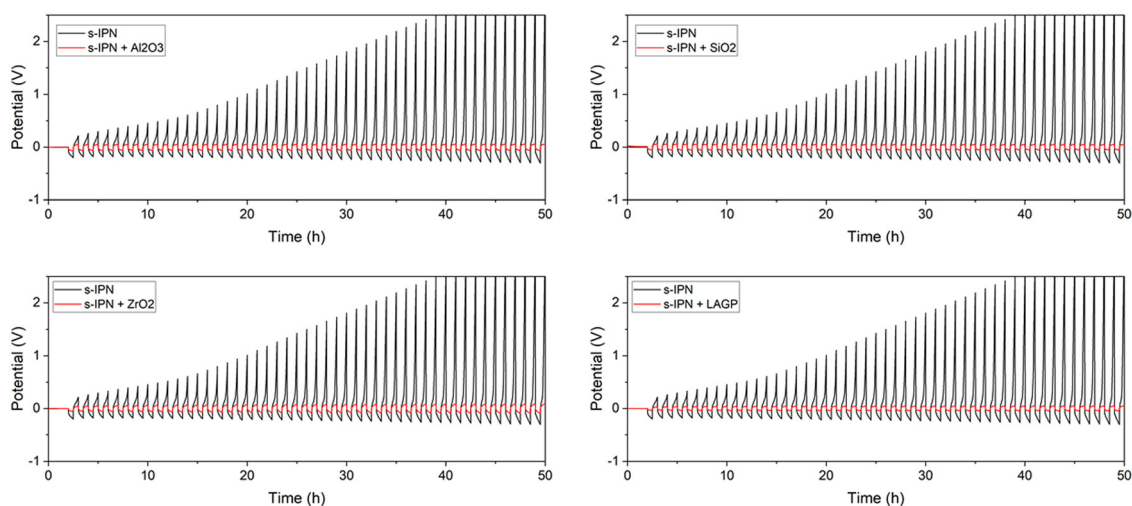 s-IPN
s-IPN + Al2O3
Potential (V)
2
1
0
-1
0 10 20 30 40 50
Time (h)
s-IPN
s-IPN + SiO2
Potential (V)
2
1
0
-1
0 10 20 30 40 50
Time (h)
s-IPN
s-IPN + ZrO2
Potential (V)
2
1
0
-1
0 10 20 30 40 50
Time (h)
s-IPN
s-IPN + LAGP
Potential (V)
2
1
0
-1
0 10 20 30 40 50
Time (h)